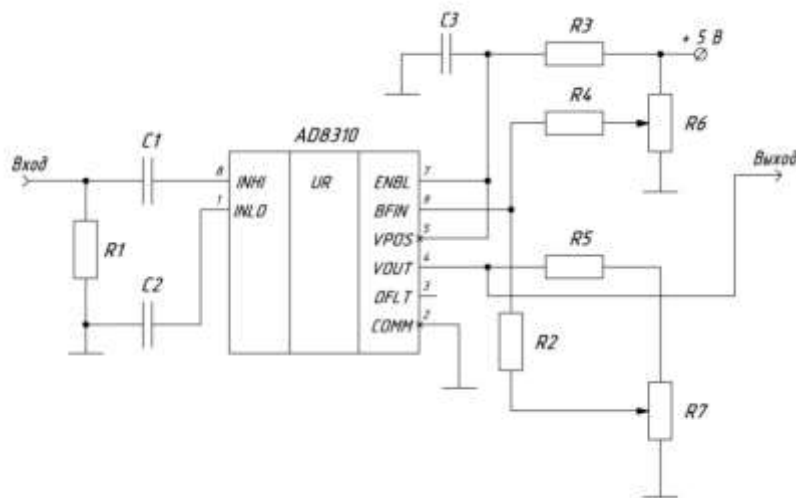 C3
R3
+ 5 В
R4
R6
AD8310
C1
Вход
8
INHI
UR
ENBL
7
Выход
1
INLO
BFIN
R1
VPOS
5
R5
C2
VOUT
4
OFLT
3
COMM
2
R2
R7